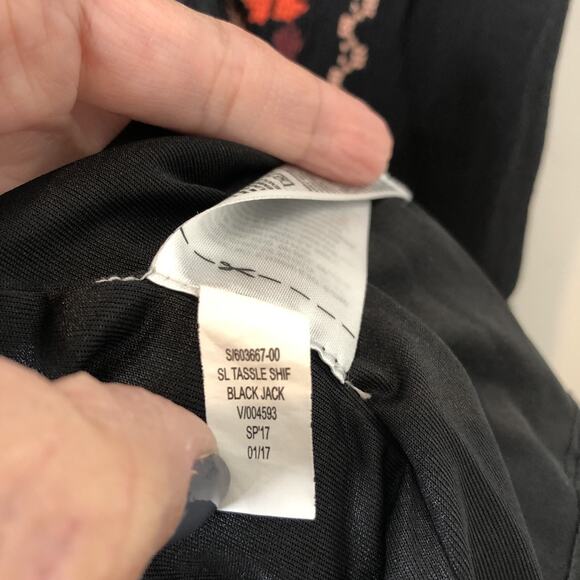 S/603667-00
SL TASSLE SHIF
BLACK JACK
V/004593
SP'17
01/17